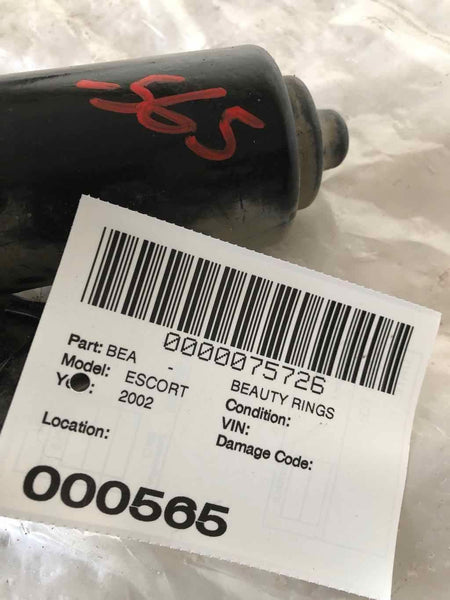 -565
0000075726
Part: BEA - BEAUTY RINGS
Model: ESCORT Condition:
2002 VIN:
Location: Damage Code:
000565